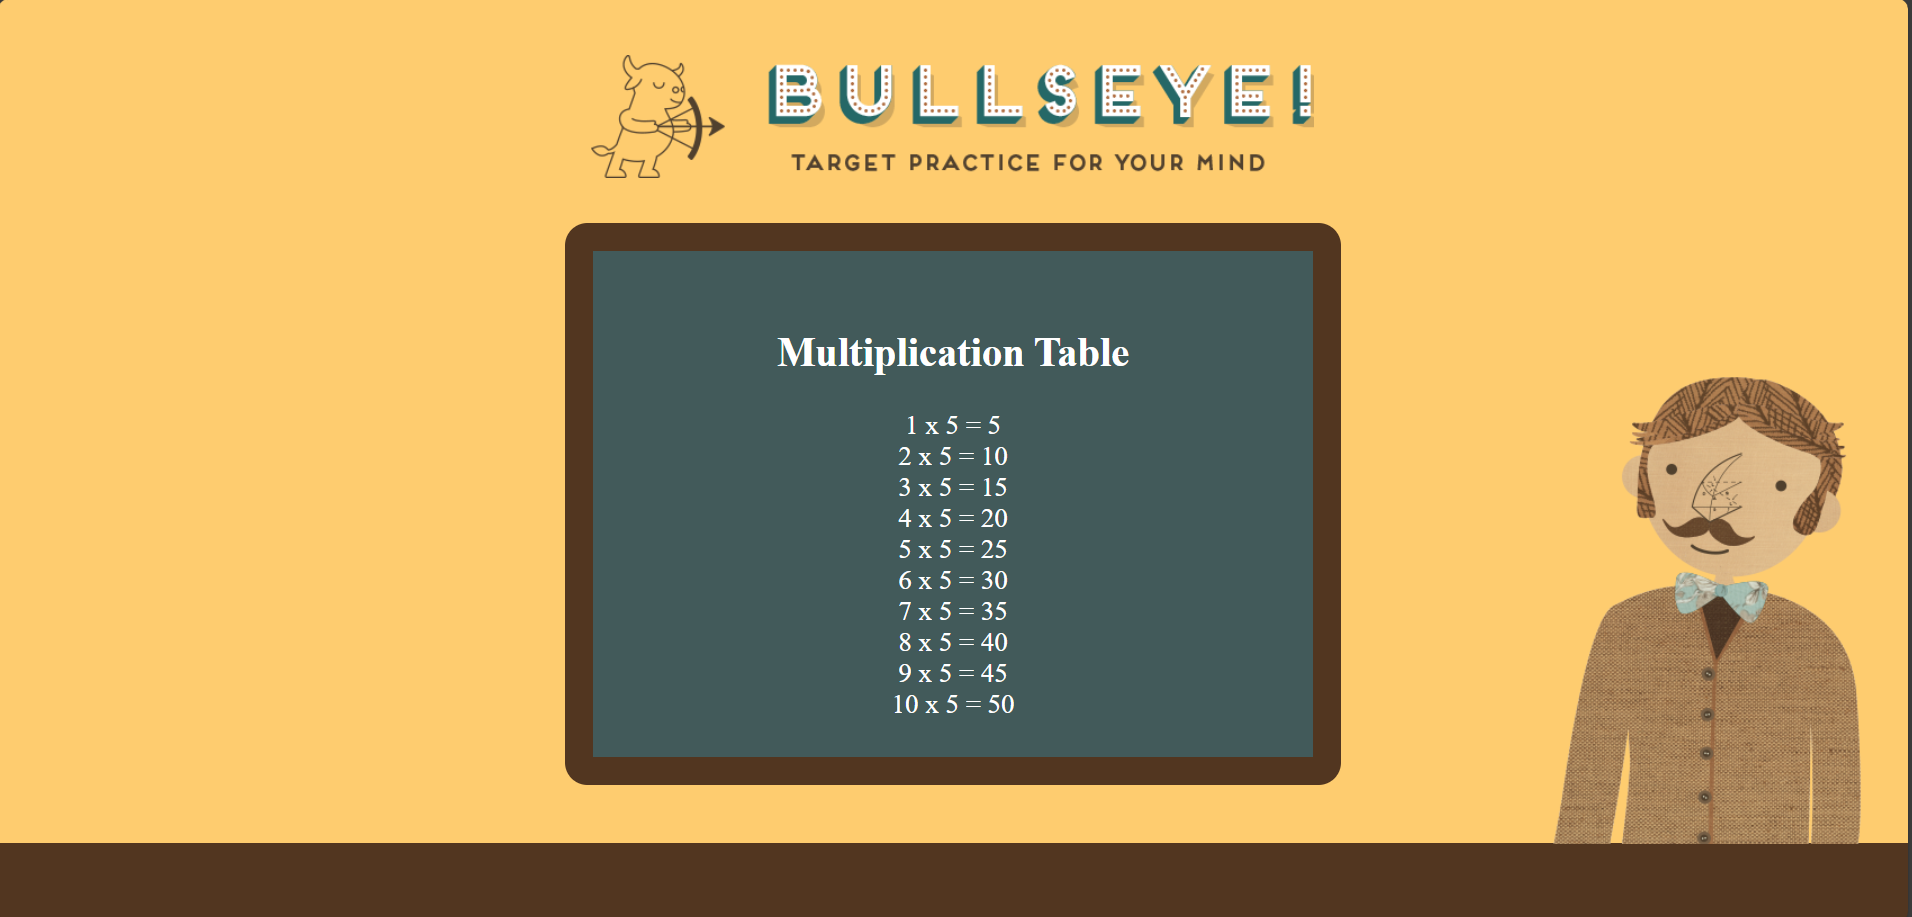 BULLSEYE!
TARGET PRACTICE FOR YOUR MIND
Multiplication Table
1 x 5 = 5
2 x 5 = 10
3 x 5 = 15
4 x 5 = 20
5 x 5 = 25
6 x 5 = 30
7 x 5 = 35
8 x 5 = 40
9 x 5 = 45
10 x 5 = 50